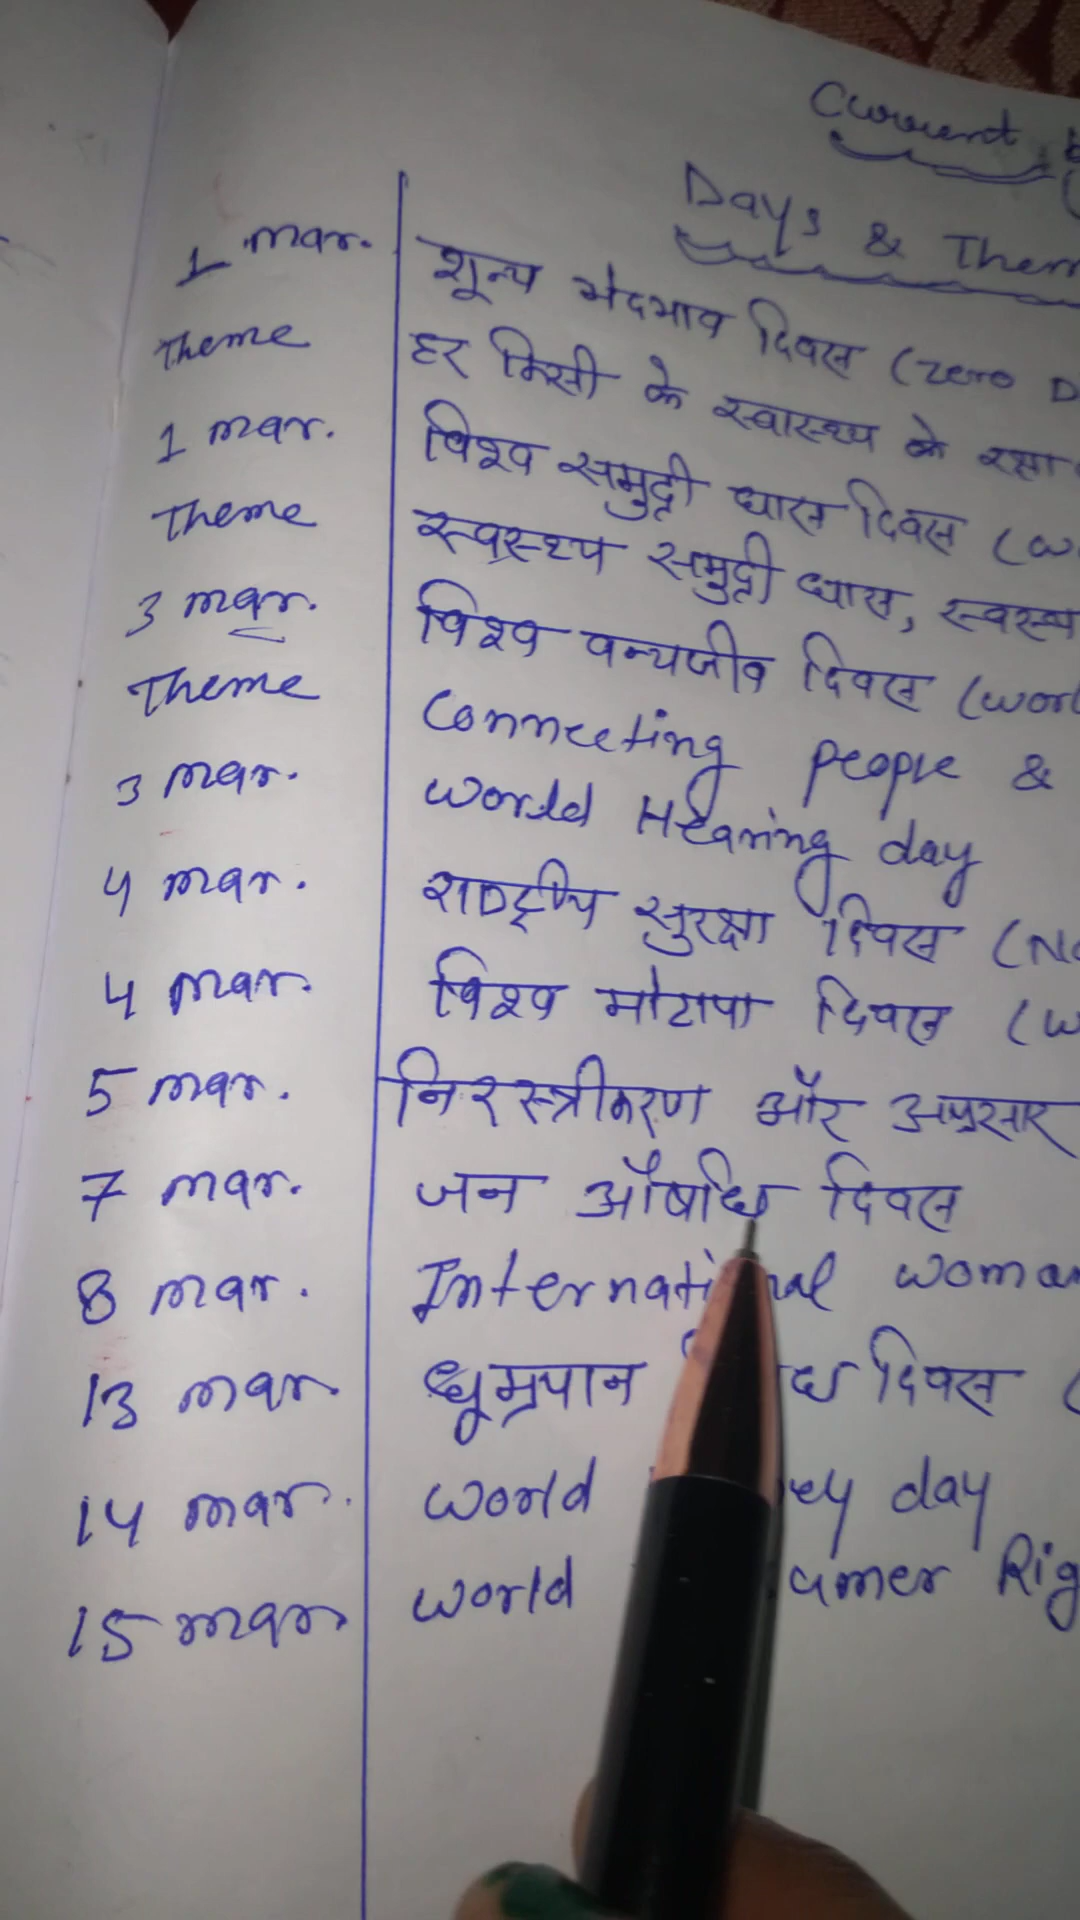 Current
Days & Them
1 mar. शून्य भेदभाव दिवस (zero D
Theme हर किसी के स्वास्थ्य के रक्षा
1 mar. विश्व समुद्री घास दिवस (w
Theme स्वस्थ्य समुद्री घास, स्वस्थ
3 mar. विश्व वन्यजीव दिवस (worl
Theme Connecting people &
3 mar. world Hearing day
4 mar. राष्ट्रीय सुरक्षा दिवस (Na
4 mar. विश्व मोटापा दिवस (w
5 mar. निरस्त्रीकरण और अप्रसार
7 mar. जन औषधि दिवस
8 mar. International woman
13 mar. धूम्रपान दिवस (
14 mar. world ey day
15 mar. world umer Rig